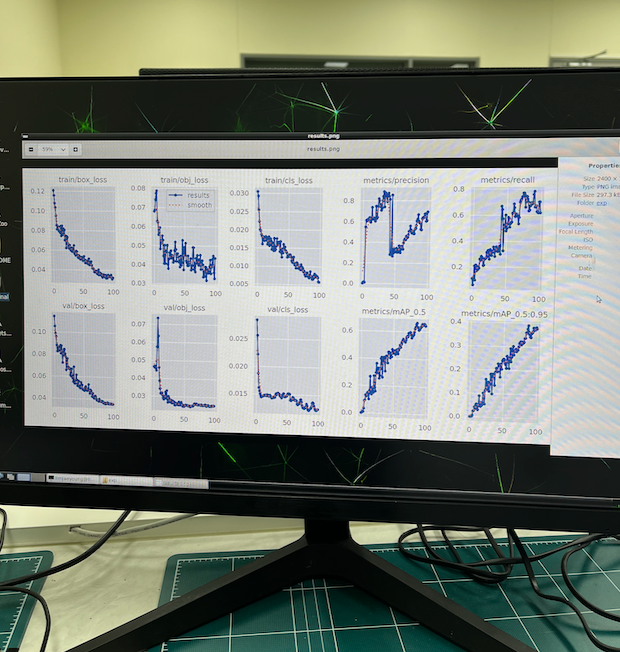 results.png
59%
results.png
train/box_loss
train/obj_loss
train/cls_loss
metrics/precision
metrics/recall
0.12
0.10
0.08
0.06
0.04
0 50 100
0.08
0.07
0.06
0.05
0.04
0.03
0 50 100
results
smooth
0.030
0.025
0.020
0.015
0.010
0.005
0 50 100
0.8
0.6
0.4
0.2
0.0
0 50 100
0.8
0.6
0.4
0.2
0 50 100
val/box_loss
val/obj_loss
val/cls_loss
metrics/mAP_0.5
metrics/mAP_0.5:0.95
0.10
0.08
0.06
0.04
0 50 100
0.07
0.06
0.05
0.04
0.03
0 50 100
0.025
0.020
0.015
0 50 100
0.6
0.4
0.2
0.0
0 50 100
0.4
0.3
0.2
0.1
0.0
0 50 100
Properties
Size 2400 ×
Type PNG
File Size 297.3
Folder exp
Aperture
Exposure
Focal Length
ISO
Metering
Camera
Date
Time